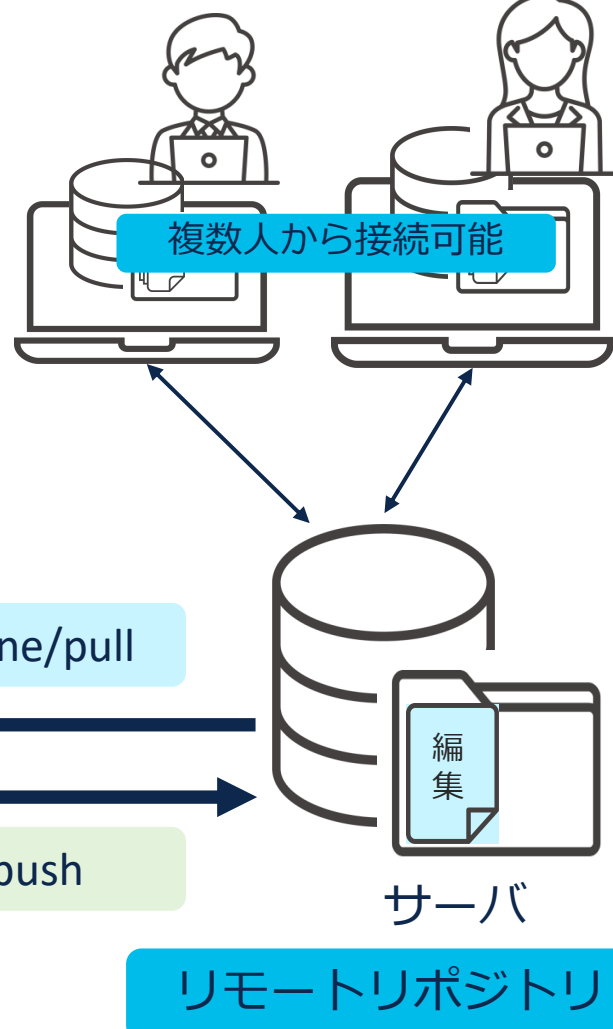 複数人から接続可能
ne/pull
編
集
push
サーバ
リモートリポジトリ